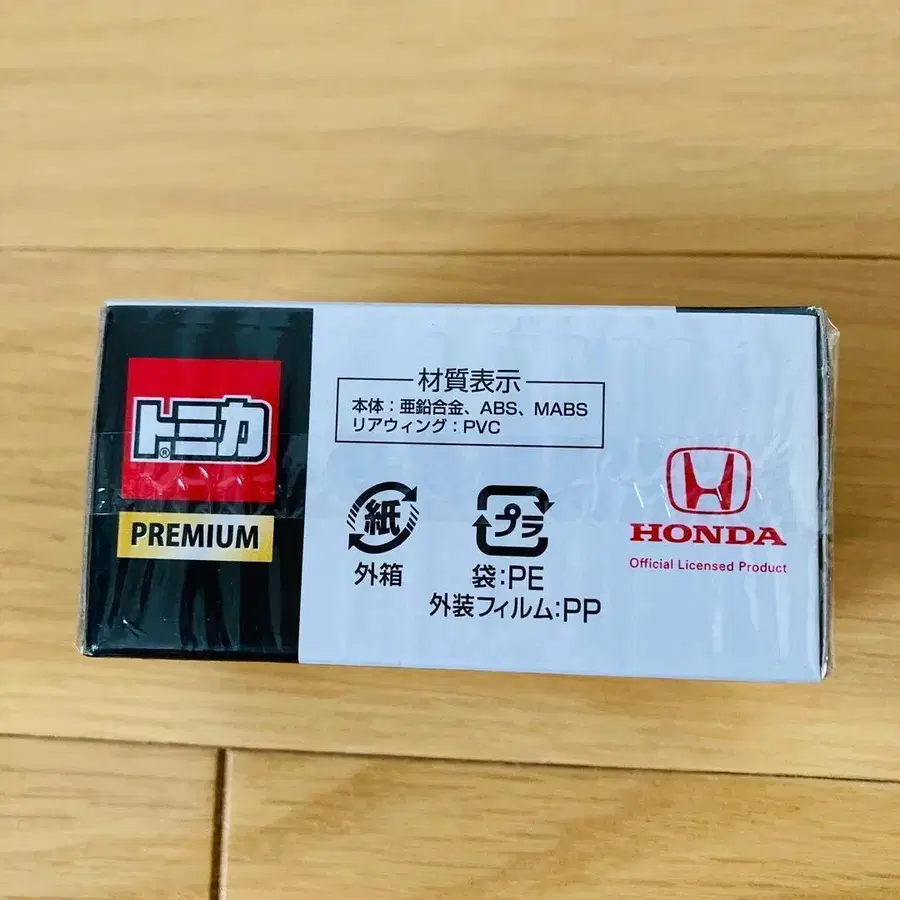 トミカ
®
PREMIUM
材質表示
本体：亜鉛合金、ABS、MABS
リアウィング：PVC
紙
外箱
プラ
袋:PE
外装フィルム:PP
HONDA
Official Licensed Product